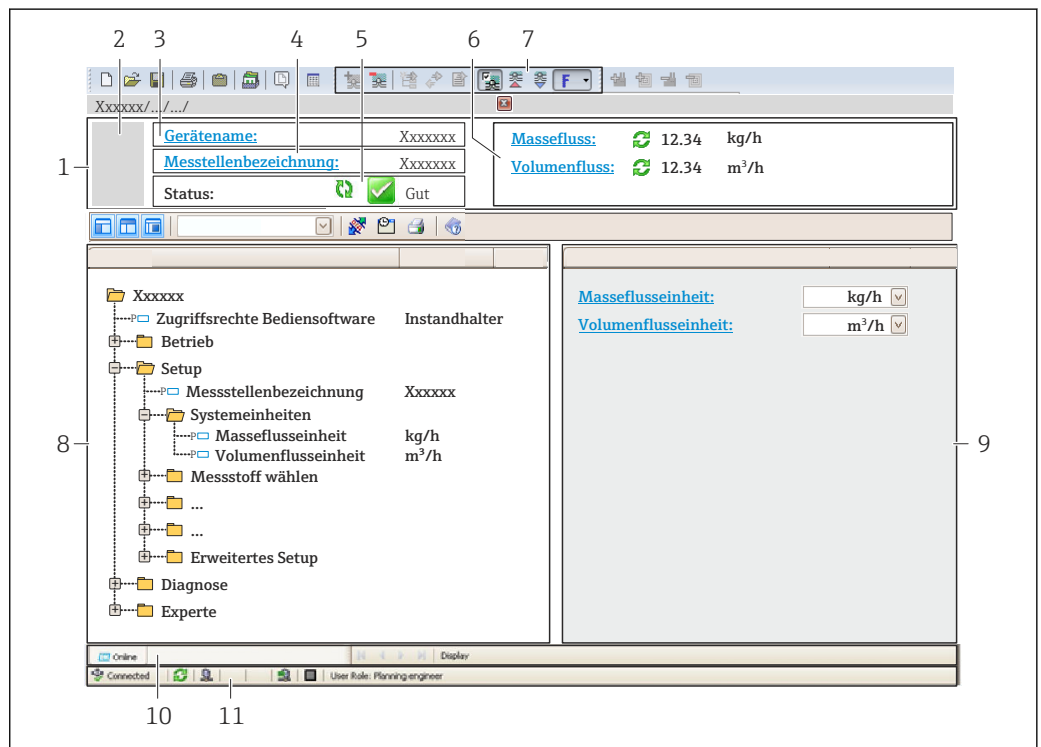 2 3 4 5 6 7
F
Xxxxxx/.../.../
1
Gerätename: Xxxxxxx
Messtellenbezeichnung: Xxxxxxx
Status: Gut
Massefluss: 12.34 kg/h
Volumenfluss: 12.34 m³/h
Xxxxxx
P Zugriffsrechte Bediensoftware Instandhalter
Betrieb
Setup
P Messstellenbezeichnung Xxxxxx
Systemeinheiten
P Masseflusseinheit kg/h
P Volumenflusseinheit m³/h
Messstoff wählen
...
...
Erweitertes Setup
Diagnose
Experte
8
Masseflusseinheit: kg/h
Volumenflusseinheit: m³/h
9
Online Display
Connected User Role: Planning engineer
10 11